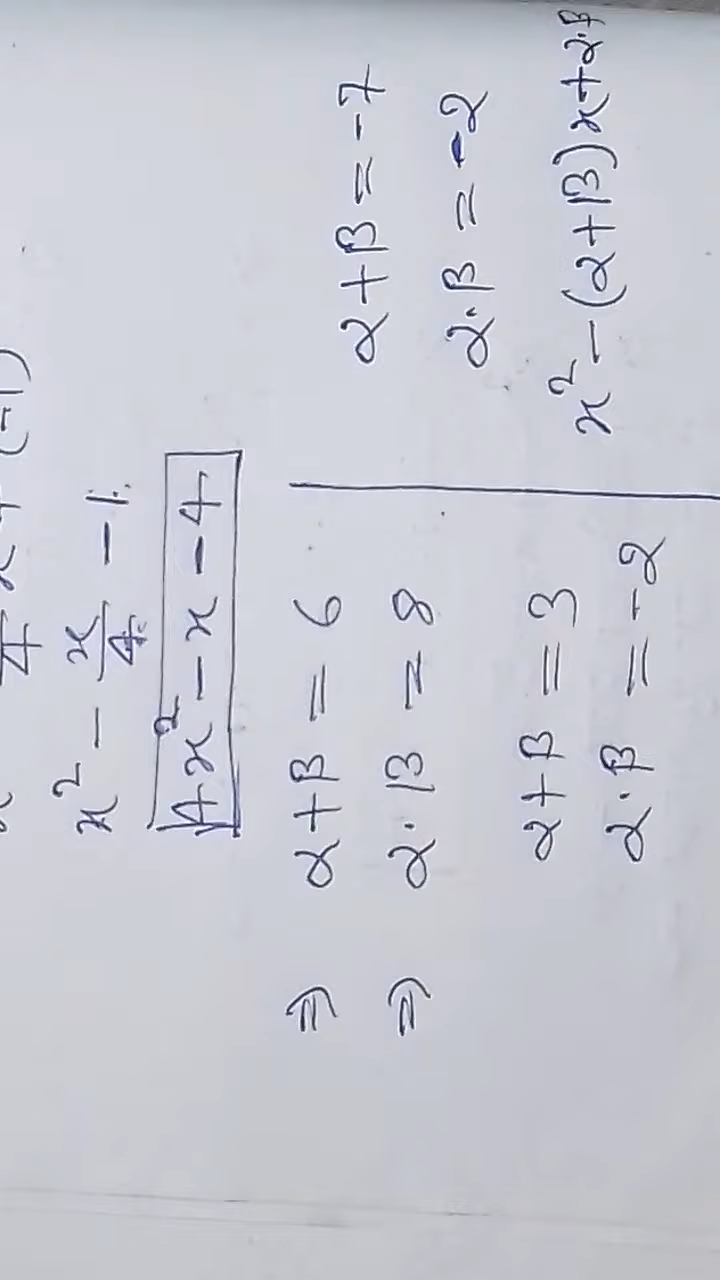 x² - x/4 - 1.
4x² - x - 4
⇒ α + β = 6
⇒ α · β = 8
α + β = 3
α · β = -2
α + β = -7
α · β = -2
x² - (α + β)x + α·β